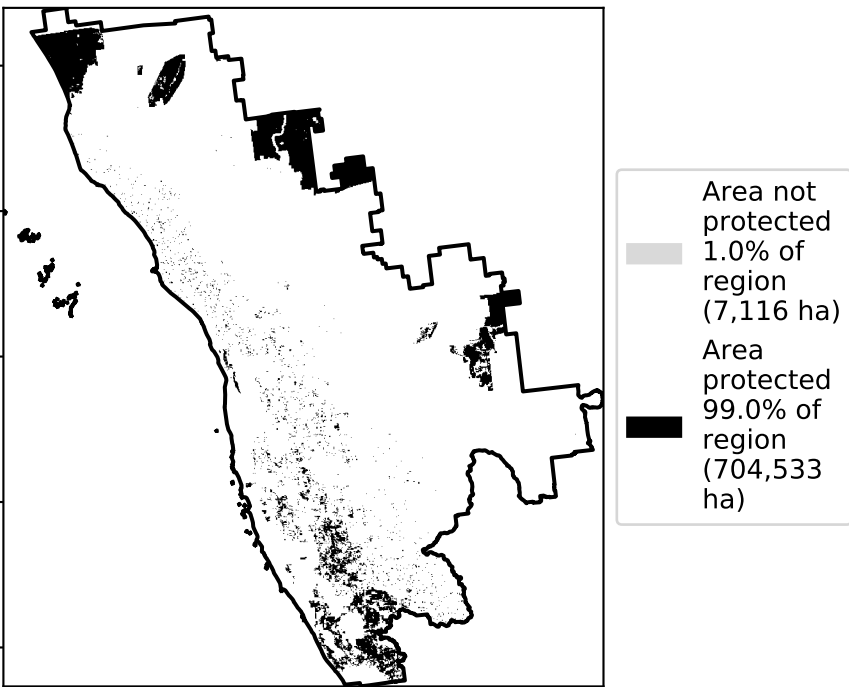 Area not
protected
1.0% of
region
(7,116 ha)
Area
protected
99.0% of
region
(704,533
ha)